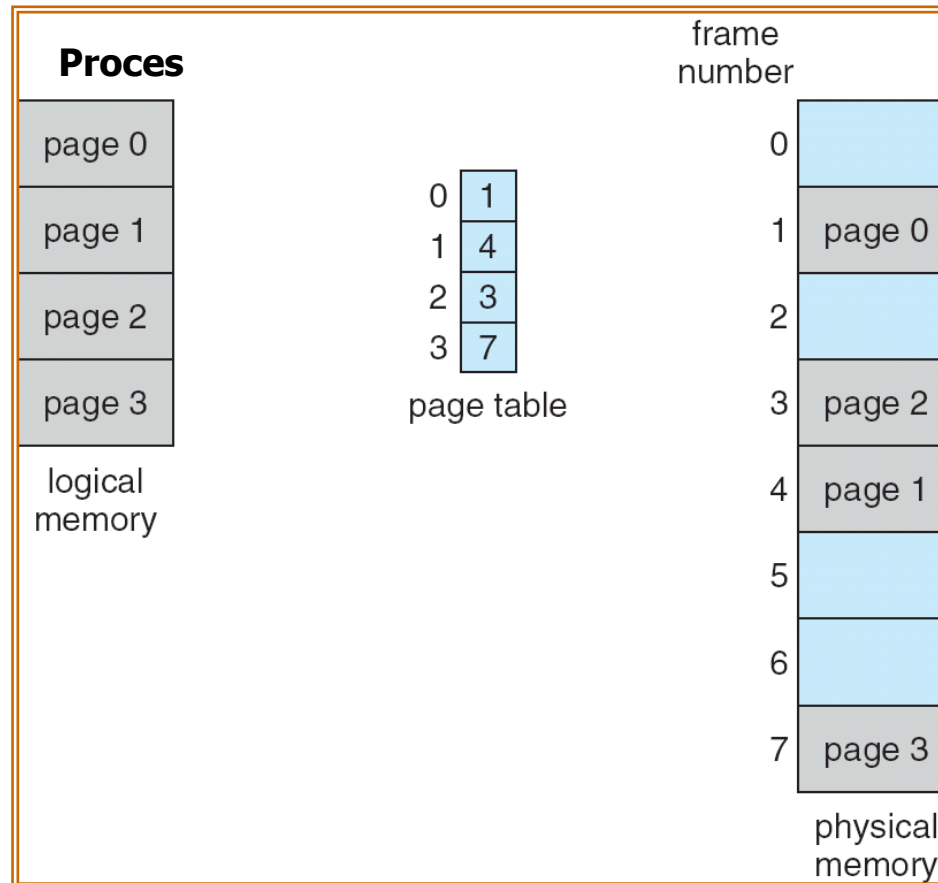 Proces
page 0
page 1
page 2
page 3
logical
memory
0 1
1 4
2 3
3 7
page table
frame
number
0
1 page 0
2
3 page 2
4 page 1
5
6
7 page 3
physical
memory